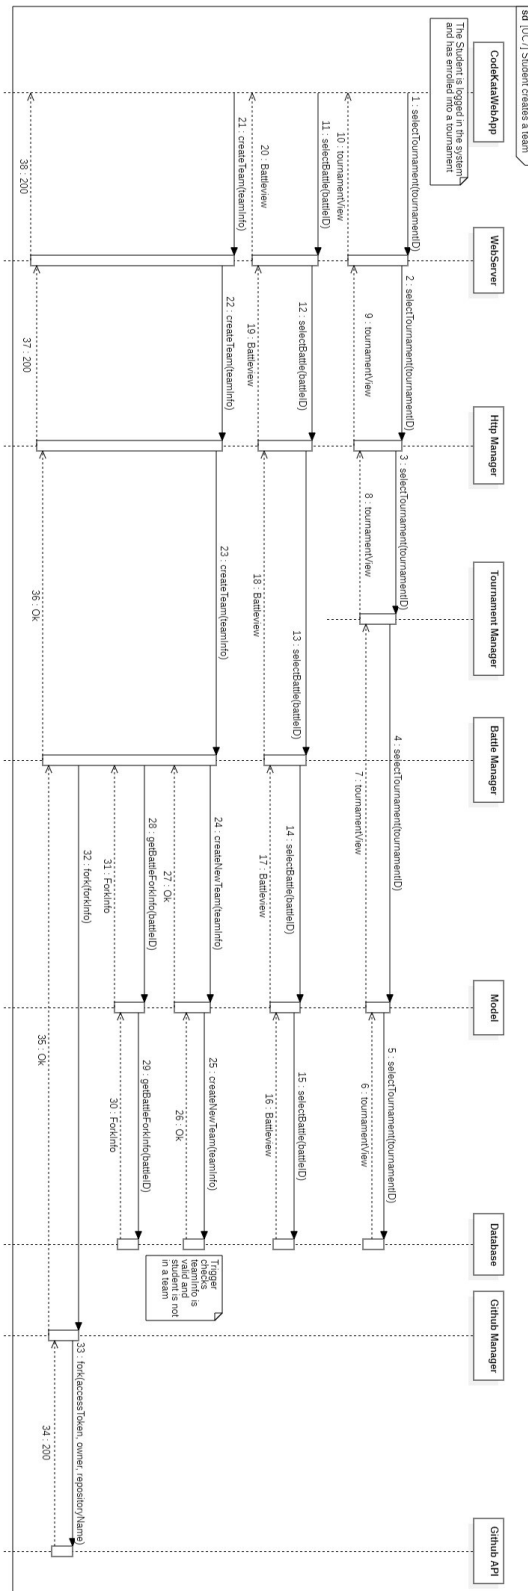 sd [UC7] Student creates a team
CodeKataWebApp
WebServer
Http Manager
Tournament Manager
Battle Manager
Model
Database
Github Manager
Github API
The Student is logged in the system
and has enrolled into a tournament
1 : selectTournament(tournamentID)
2 : selectTournament(tournamentID)
3 : selectTournament(tournamentID)
4 : selectTournament(tournamentID)
5 : selectTournament(tournamentID)
6 : tournamentView
7 : tournamentView
8 : tournamentView
9 : tournamentView
10 : tournamentView
11 : selectBattle(battleID)
12 : selectBattle(battleID)
13 : selectBattle(battleID)
14 : selectBattle(battleID)
15 : selectBattle(battleID)
16 : Battleview
17 : Battleview
18 : Battleview
19 : Battleview
20 : Battleview
21 : createTeam(teamInfo)
22 : createTeam(teamInfo)
23 : createTeam(teamInfo)
24 : createNewTeam(teamInfo)
25 : createNewTeam(teamInfo)
Trigger
checks
teamInfo is
valid and
student is not
in a team
26 : Ok
27 : Ok
28 : getBattleForkInfo(battleID)
29 : getBattleForkInfo(battleID)
30 : ForkInfo
31 : ForkInfo
32 : fork(forkInfo)
33 : fork(accessToken, owner, repositoryName)
34 : 200
35 : Ok
36 : Ok
37 : 200
38 : 200